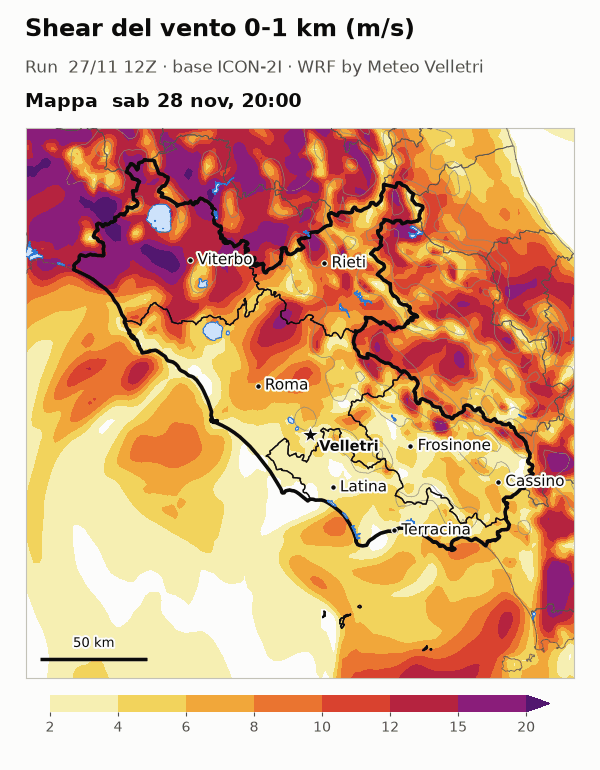 Shear del vento 0-1 km (m/s)
Run  27/11 12Z · base ICON-2I · WRF by Meteo Velletri
Mappa  sab 28 nov, 20:00
Viterbo
Rieti
Roma
Velletri
Frosinone
Cassino
Latina
Terracina
50 km
2 4 6 8 10 12 15 20